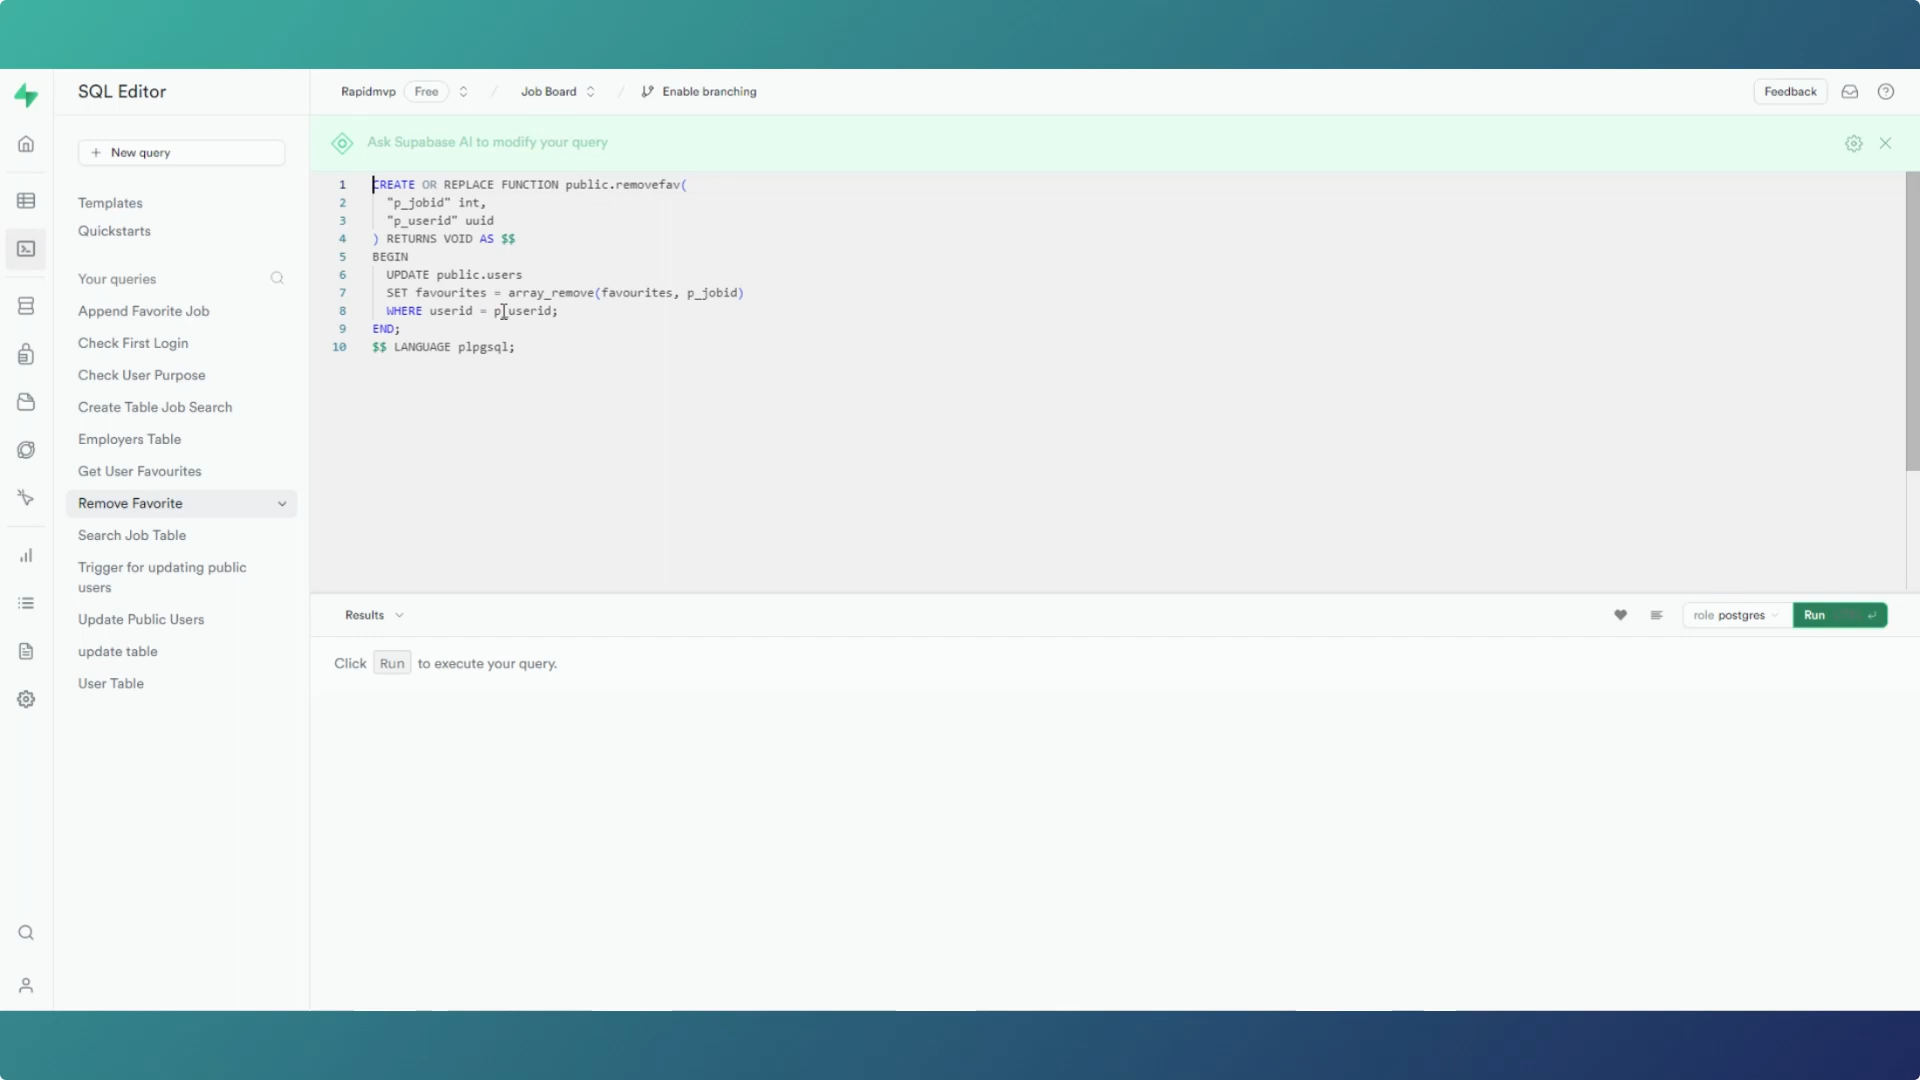 SQL Editor
Rapidmvp Free / Job Board / Enable branching
Feedback
+ New query
Templates
Quickstarts
Your queries
Append Favorite Job
Check First Login
Check User Purpose
Create Table Job Search
Employers Table
Get User Favourites
Remove Favorite
Search Job Table
Trigger for updating public
users
Update Public Users
update table
User Table
Ask Supabase AI to modify your query
1 CREATE OR REPLACE FUNCTION public.removefav(
2 "p_jobid" int,
3 "p_userid" uuid
4 ) RETURNS VOID AS $$
5 BEGIN
6 UPDATE public.users
7 SET favourites = array_remove(favourites, p_jobid)
8 WHERE userid = p_userid;
9 END;
10 $$ LANGUAGE plpgsql;
Results
role postgres
Run
Click Run to execute your query.